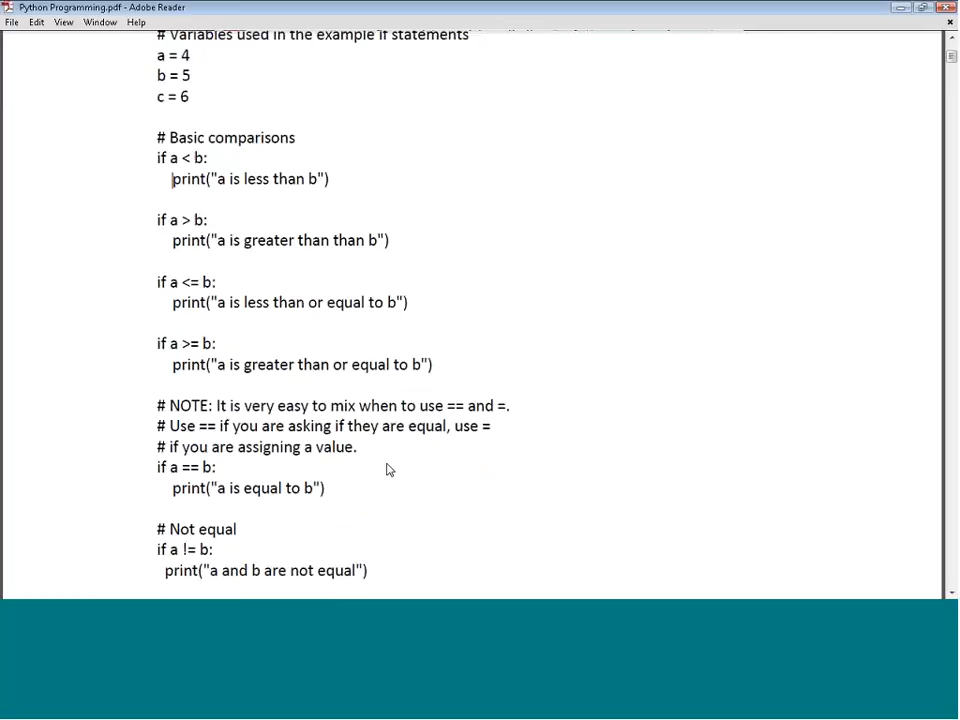 Python Programming.pdf - Adobe Reader
File Edit View Window Help
# Variables used in the example if statements
a = 4
b = 5
c = 6
# Basic comparisons
if a < b:
print("a is less than b")
if a > b:
print("a is greater than than b")
if a <= b:
print("a is less than or equal to b")
if a >= b:
print("a is greater than or equal to b")
# NOTE: It is very easy to mix when to use == and =.
# Use == if you are asking if they are equal, use =
# if you are assigning a value.
if a == b:
print("a is equal to b")
# Not equal
if a != b:
print("a and b are not equal")